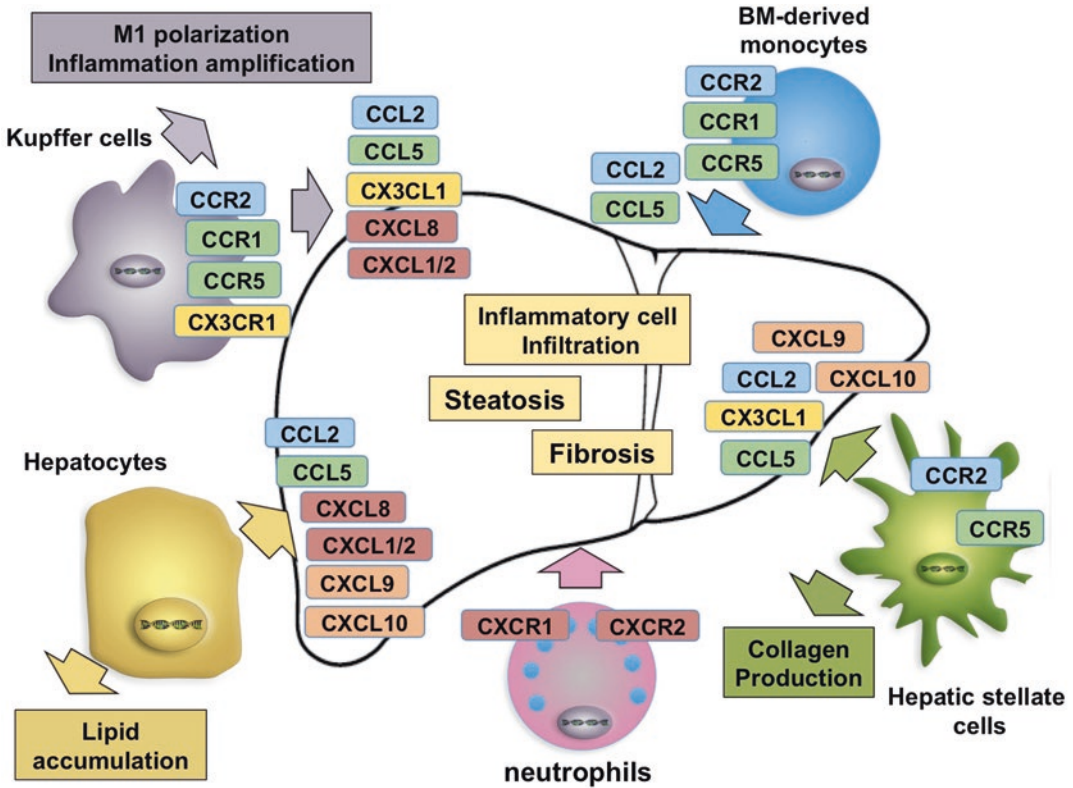 M1 polarization
Inflammation amplification
Kupffer cells
CCR2
CCR1
CCR5
CX3CR1
CCL2
CCL5
CX3CL1
CXCL8
CXCL1/2
BM-derived
monocytes
CCR2
CCR1
CCR5
CCL2
CCL5
Inflammatory cell
Infiltration
Steatosis
Fibrosis
CXCL9
CCL2
CXCL10
CX3CL1
CCL5
CCR2
CCR5
Hepatocytes
CCL2
CCL5
CXCL8
CXCL1/2
CXCL9
CXCL10
Lipid
accumulation
CXCR1
CXCR2
neutrophils
Collagen
Production
Hepatic stellate
cells